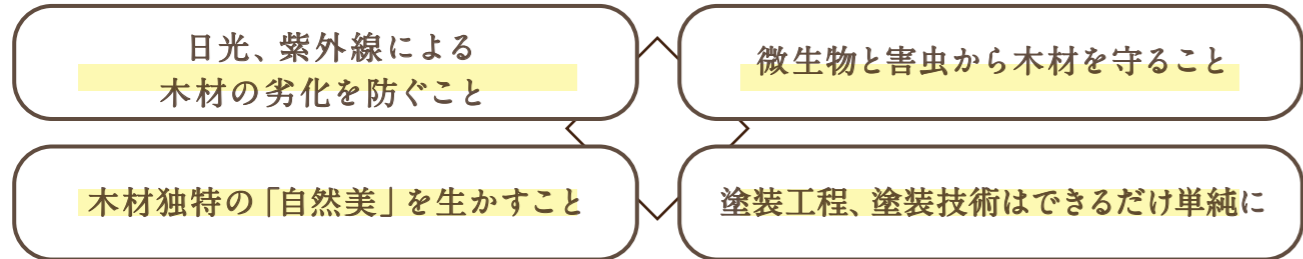 日光、紫外線による
木材の劣化を防ぐこと
微生物と害虫から木材を守ること
木材独特の「自然美」を生かすこと
塗装工程、塗装技術はできるだけ単純に